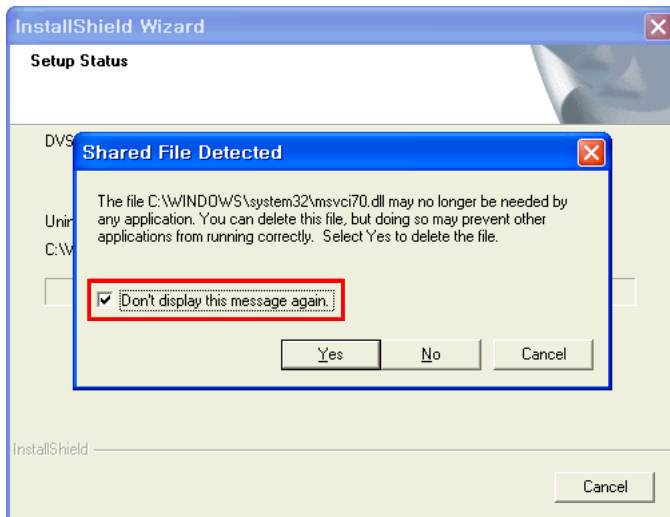 InstallShield Wizard
Setup Status
DVS
Shared File Detected
The file C:\WINDOWS\system32\msvci70.dll may no longer be needed by
any application. You can delete this file, but doing so may prevent other
applications from running correctly.  Select Yes to delete the file.
Unin
C:\W
Don't display this message again.
Yes No Cancel
InstallShield
Cancel